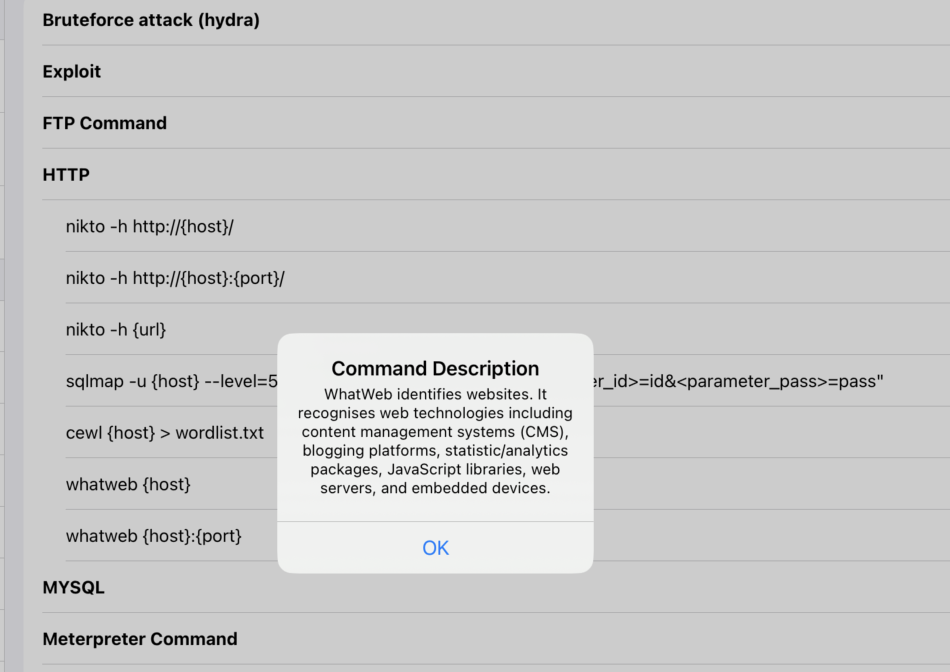 Bruteforce attack (hydra)
Exploit
FTP Command
HTTP
nikto -h http://{host}/
nikto -h http://{host}:{port}/
nikto -h {url}
sqlmap -u {host} --level=5
er_id>=id&<parameter_pass>=pass"
cewl {host} > wordlist.txt
whatweb {host}
whatweb {host}:{port}
MYSQL
Meterpreter Command
Command Description
WhatWeb identifies websites. It
recognises web technologies including
content management systems (CMS),
blogging platforms, statistic/analytics
packages, JavaScript libraries, web
servers, and embedded devices.
OK